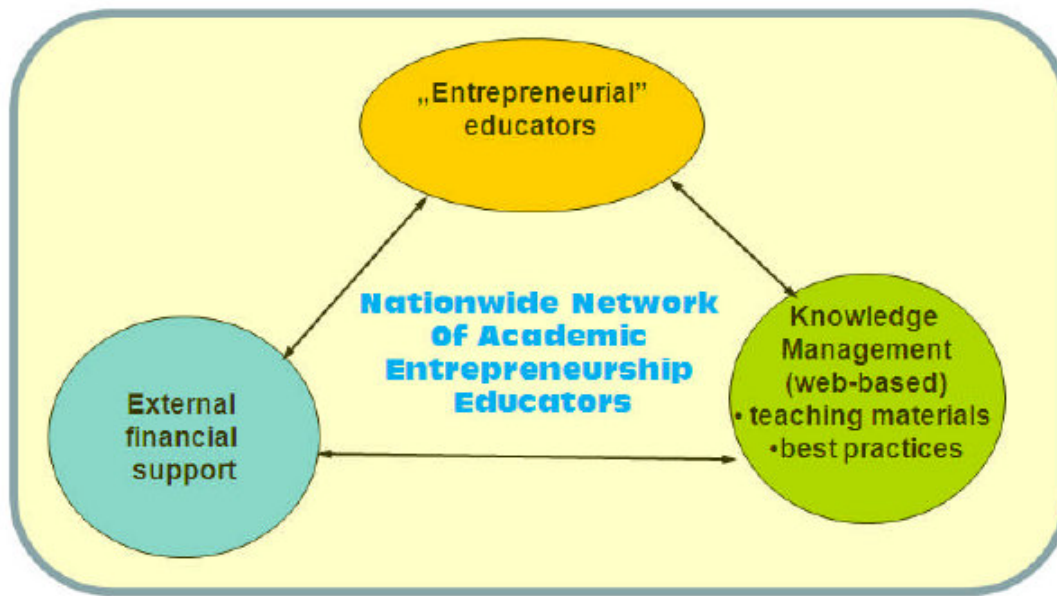 „Entrepreneurial”
educators
Nationwide Network
Of Academic
Entrepreneurship
Educators
Knowledge
Management
(web-based)
• teaching materials
•best practices
External
financial
support